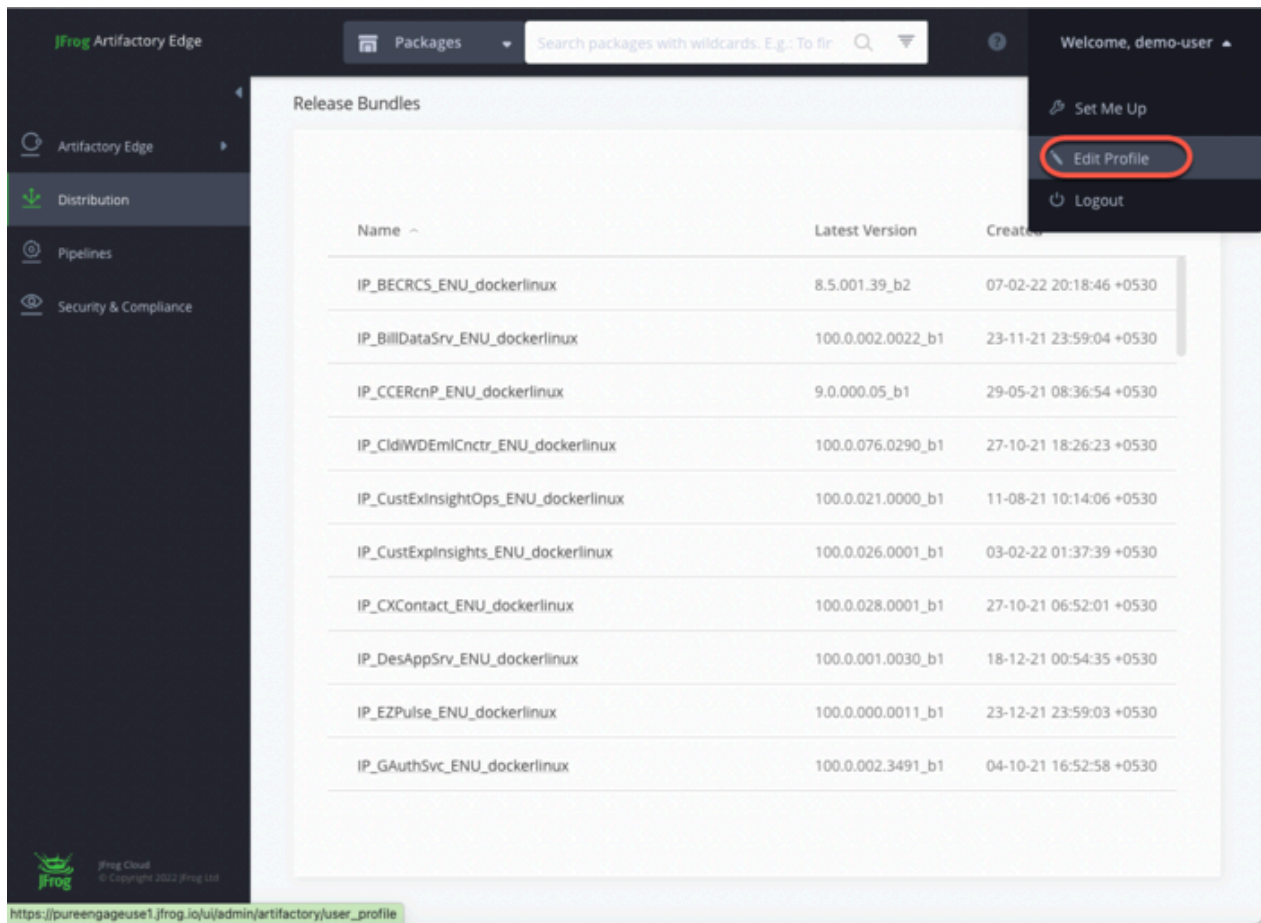 JFrog Artifactory Edge
Packages
Search packages with wildcards. E.g.: To fir
Welcome, demo-user
Set Me Up
Edit Profile
Logout
Artifactory Edge
Distribution
Pipelines
Security & Compliance
Release Bundles
Name Latest Version Created
IP_BECRCS_ENU_dockerlinux 8.5.001.39_b2 07-02-22 20:18:46 +0530
IP_BillDataSrv_ENU_dockerlinux 100.0.002.0022_b1 23-11-21 23:59:04 +0530
IP_CCERcnP_ENU_dockerlinux 9.0.000.05_b1 29-05-21 08:36:54 +0530
IP_CldiWDEmlCnctr_ENU_dockerlinux 100.0.076.0290_b1 27-10-21 18:26:23 +0530
IP_CustExInsightOps_ENU_dockerlinux 100.0.021.0000_b1 11-08-21 10:14:06 +0530
IP_CustExpInsights_ENU_dockerlinux 100.0.026.0001_b1 03-02-22 01:37:39 +0530
IP_CXContact_ENU_dockerlinux 100.0.028.0001_b1 27-10-21 06:52:01 +0530
IP_DesAppSrv_ENU_dockerlinux 100.0.001.0030_b1 18-12-21 00:54:35 +0530
IP_EZPulse_ENU_dockerlinux 100.0.000.0011_b1 23-12-21 23:59:03 +0530
IP_GAuthSvc_ENU_dockerlinux 100.0.002.3491_b1 04-10-21 16:52:58 +0530
JFrog
JFrog Cloud
© Copyright 2022 JFrog Ltd
https://pureengageuse1.jfrog.io/ui/admin/artifactory/user_profile